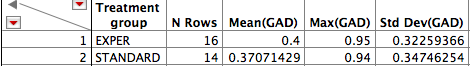 Treatment group N Rows Mean(GAD) Max(GAD) Std Dev(GAD)
1 EXPER 16 0.4 0.95 0.32259366
2 STANDARD 14 0.37071429 0.94 0.34746254